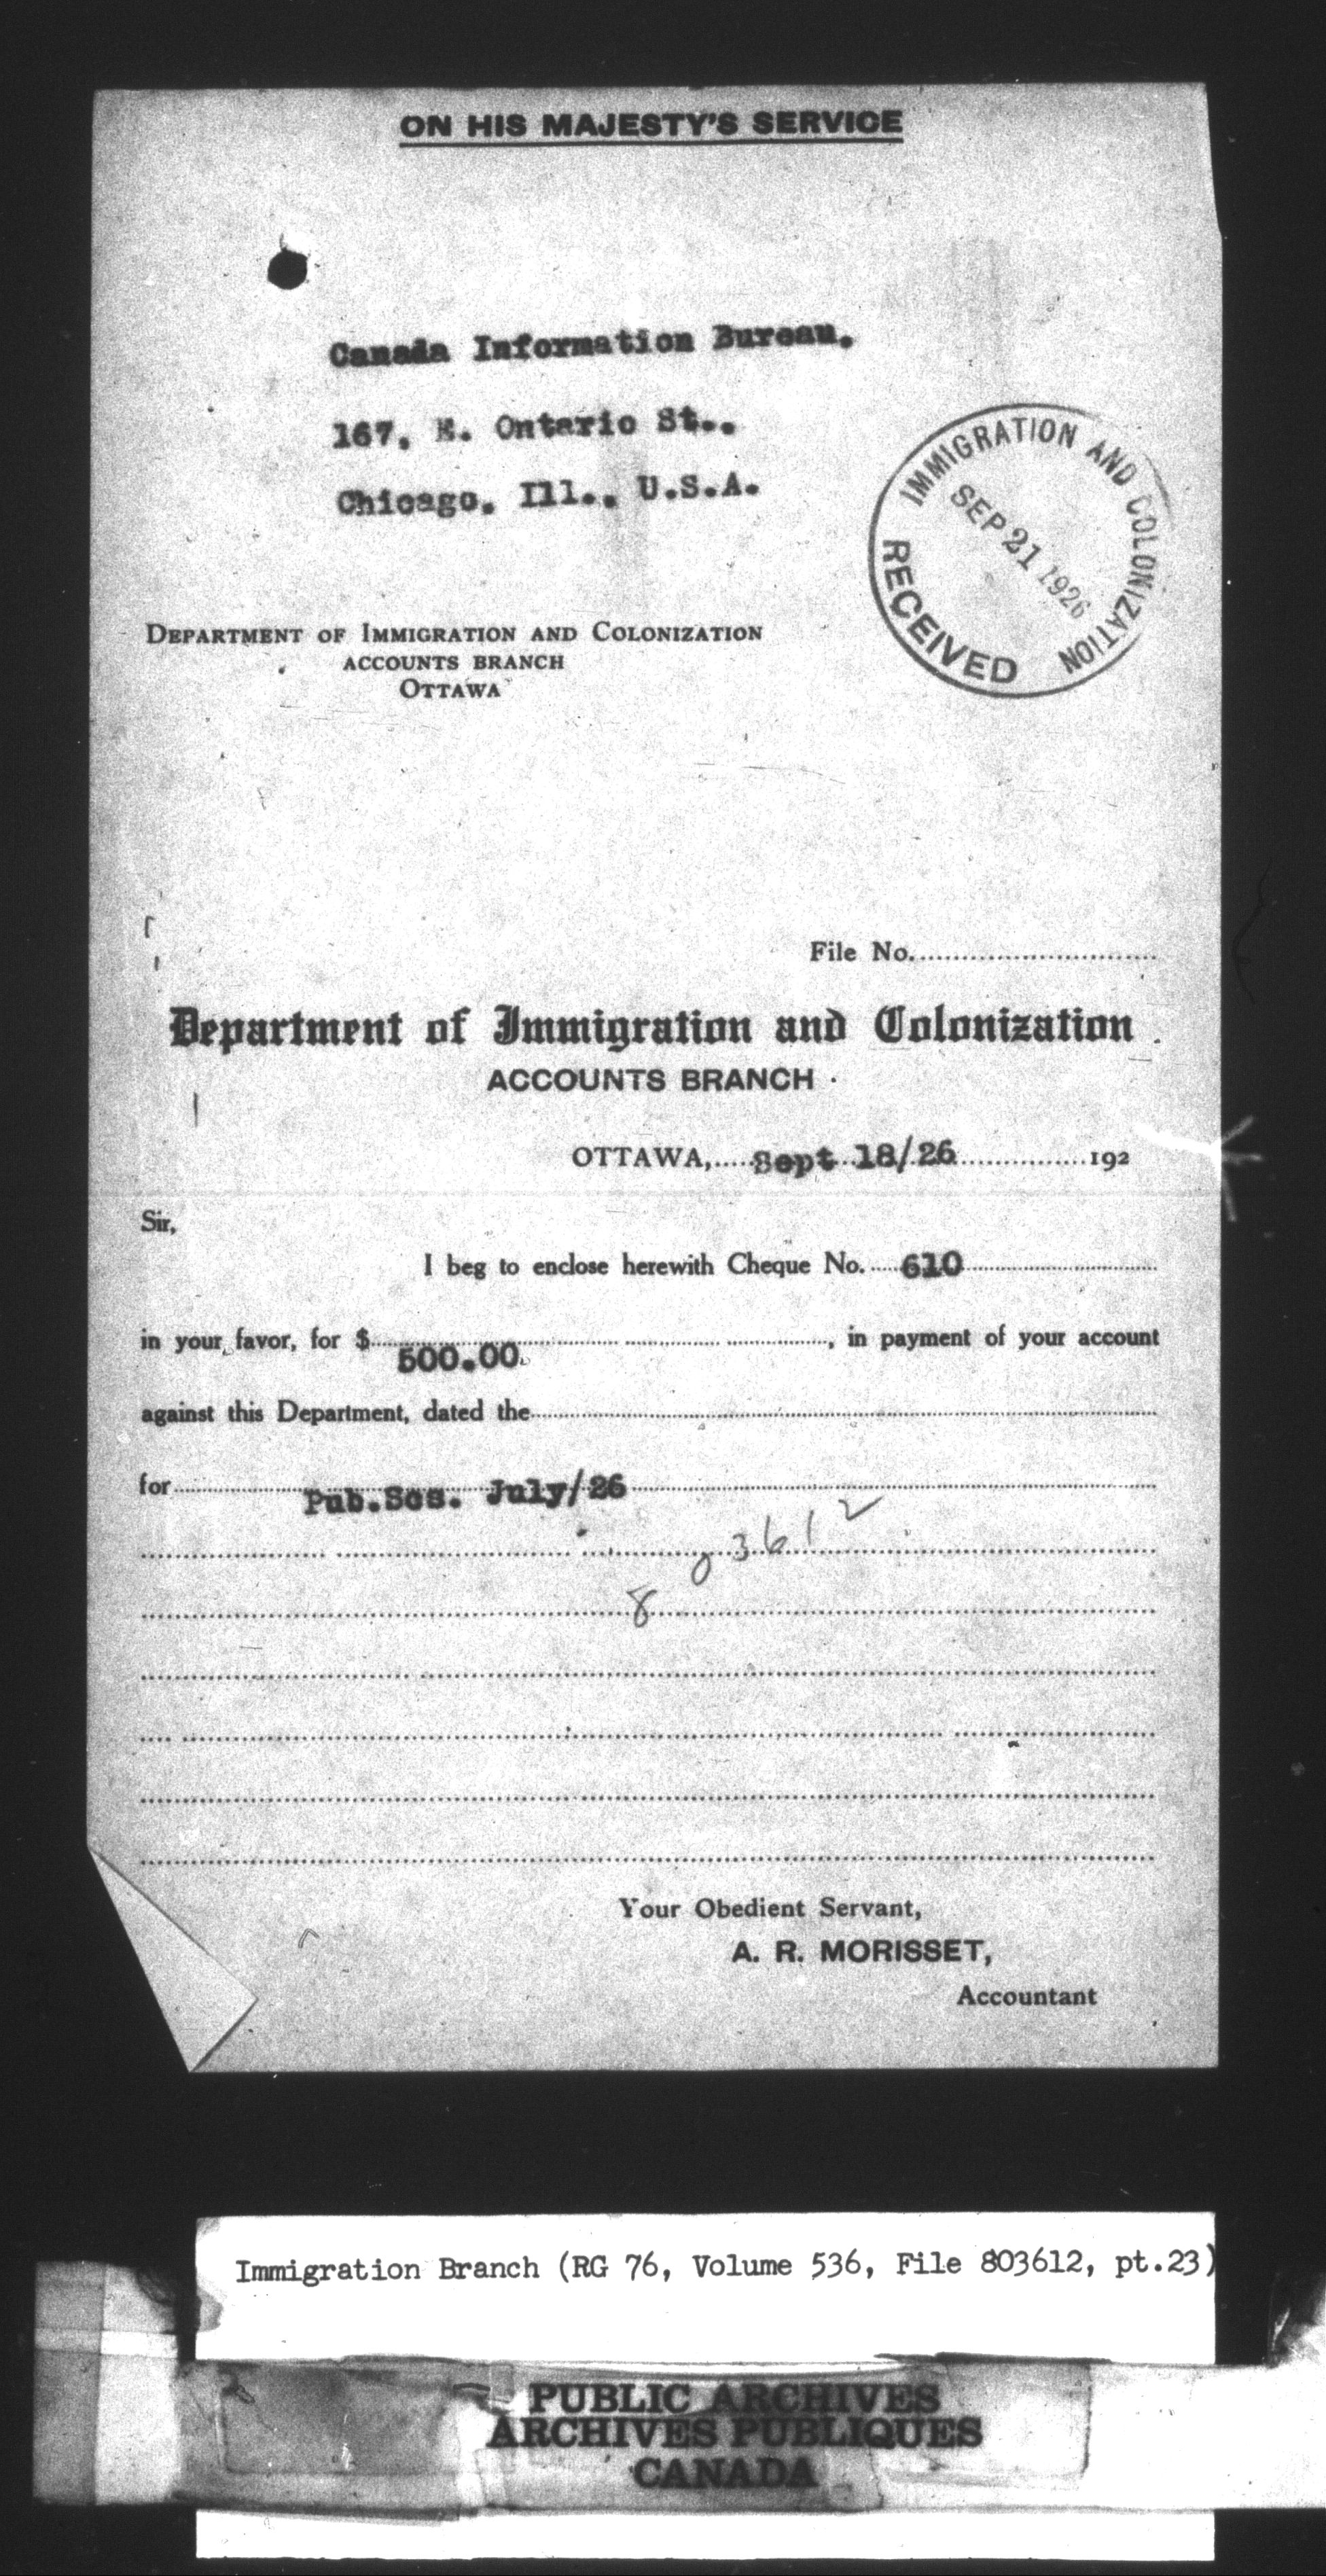 ON HIS MAJESTY'S SERVICE
Canada Information Bureau.
167, E. Ontario St..
Chicago, Ill., U.S.A.
IMMIGRATION AND COLONIZATION
SEP 21 1926
RECEIVED
DEPARTMENT OF IMMIGRATION AND COLONIZATION
ACCOUNTS BRANCH
OTTAWA
File No.
Department of Immigration and Colonization
ACCOUNTS BRANCH
OTTAWA, Sept 18/26 192
Sir,
I beg to enclose herewith Cheque No. 610
in your favor, for $ 500.00 , in payment of your account
against this Department, dated the
for Pub.Scs. July/26
803612
Your Obedient Servant,
A. R. MORISSET,
Accountant
Immigration Branch (RG 76, Volume 536, File 803612, pt.23)
PUBLIC ARCHIVES
ARCHIVES PUBLIQUES
CANADA